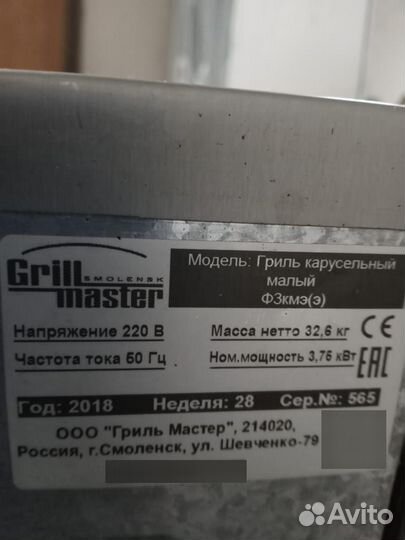 Grill
SMOLENSK
master
Модель: Гриль карусельный
малый
Ф3кмэ(э)
Напряжение 220 В
Масса нетто 32,6 кг
CE
Частота тока 50 Гц
Ном.мощность 3,75 кВт
EAC
Год: 2018 Неделя: 28 Сер.№: 565
ООО "Гриль Мастер", 214020,
Россия, г.Смоленск, ул. Шевченко-79
Avito